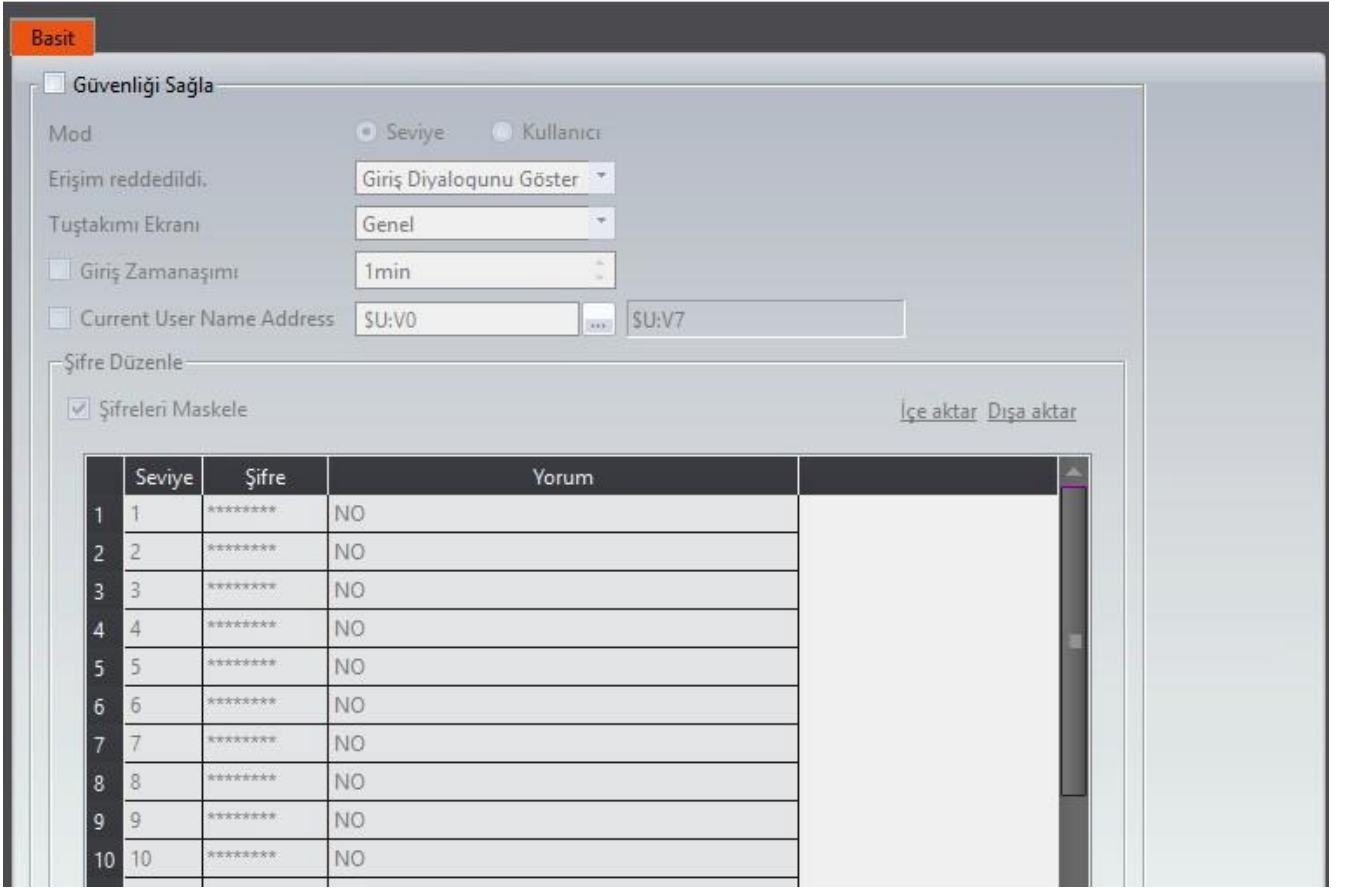 Basit
Güvenliği Sağla
Mod Seviye Kullanıcı
Erişim reddedildi. Giriş Diyaloqunu Göster
Tuştakımı Ekranı Genel
Giriş Zamanaşımı 1min
Current User Name Address $U:V0 ... $U:V7
Şifre Düzenle
Şifreleri Maskele İçe aktar Dışa aktar
Seviye Şifre Yorum
1 1 ******** NO
2 2 ******** NO
3 3 ******** NO
4 4 ******** NO
5 5 ******** NO
6 6 ******** NO
7 7 ******** NO
8 8 ******** NO
9 9 ******** NO
10 10 ******** NO